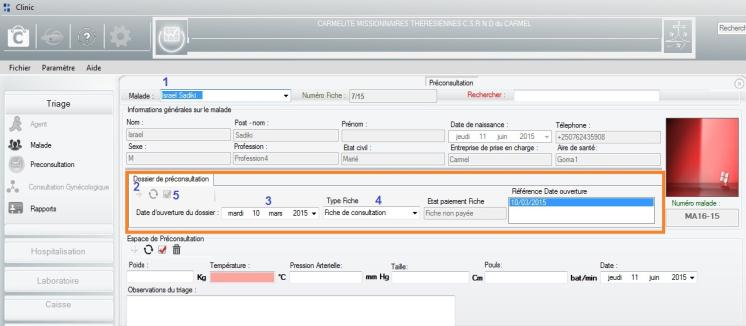 Clinic
CARMELITE MISSIONNAIRES THERESIENNES C.S.R.N.D du CARMEL
Recherch
Fichier Paramètre Aide
Préconsultation
1
Malade : Israel Sadiki : Numéro Fiche : 7/15 Rechercher :
Triage
Agent
Malade
Preconsultation
Consultation Gynécologique
Rapports
Hospitalisation
Laboratoire
Caisse
Informations générales sur le malade
Nom : Post - nom : Prénom : Date de naissance : Télephone :
Israel Sadiki jeudi 11 juin 2015 +250762435908
Sexe : Profession : Etat civil : Entreprise de prise en charge : Aire de santé:
M Profession4 Marié Carmel Goma1
Numéro malade :
MA16-15
Dossier de préconsultation
2 5 3 4
Type Fiche Etat paiement Fiche Référence Date ouverture
Date d'ouverture du dossier : mardi 10 mars 2015 Fiche de consultation Fiche non payée 10/03/2015
Espace de Préconsultation
Poids : Température : Pression Arterielle: Taille: Pouls: Date :
Kg °C mm Hg Cm bat/min jeudi 11 juin 2015
Observations du triage :